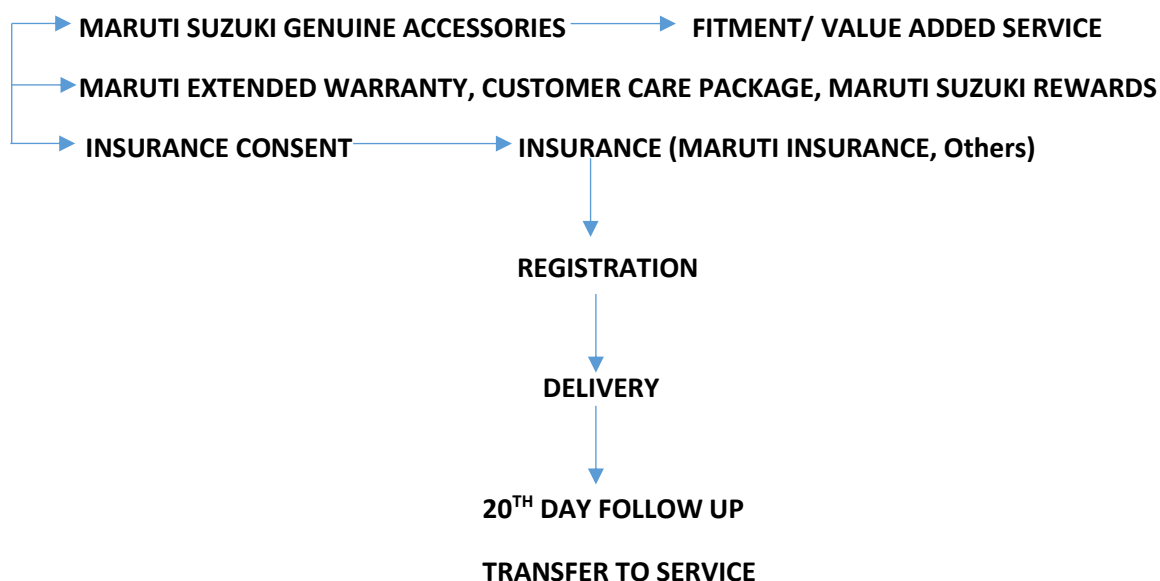 MARUTI SUZUKI GENUINE ACCESSORIES FITMENT/ VALUE ADDED SERVICE
MARUTI EXTENDED WARRANTY, CUSTOMER CARE PACKAGE, MARUTI SUZUKI REWARDS
INSURANCE CONSENT INSURANCE (MARUTI INSURANCE, Others)
REGISTRATION
DELIVERY
20TH DAY FOLLOW UP
TRANSFER TO SERVICE